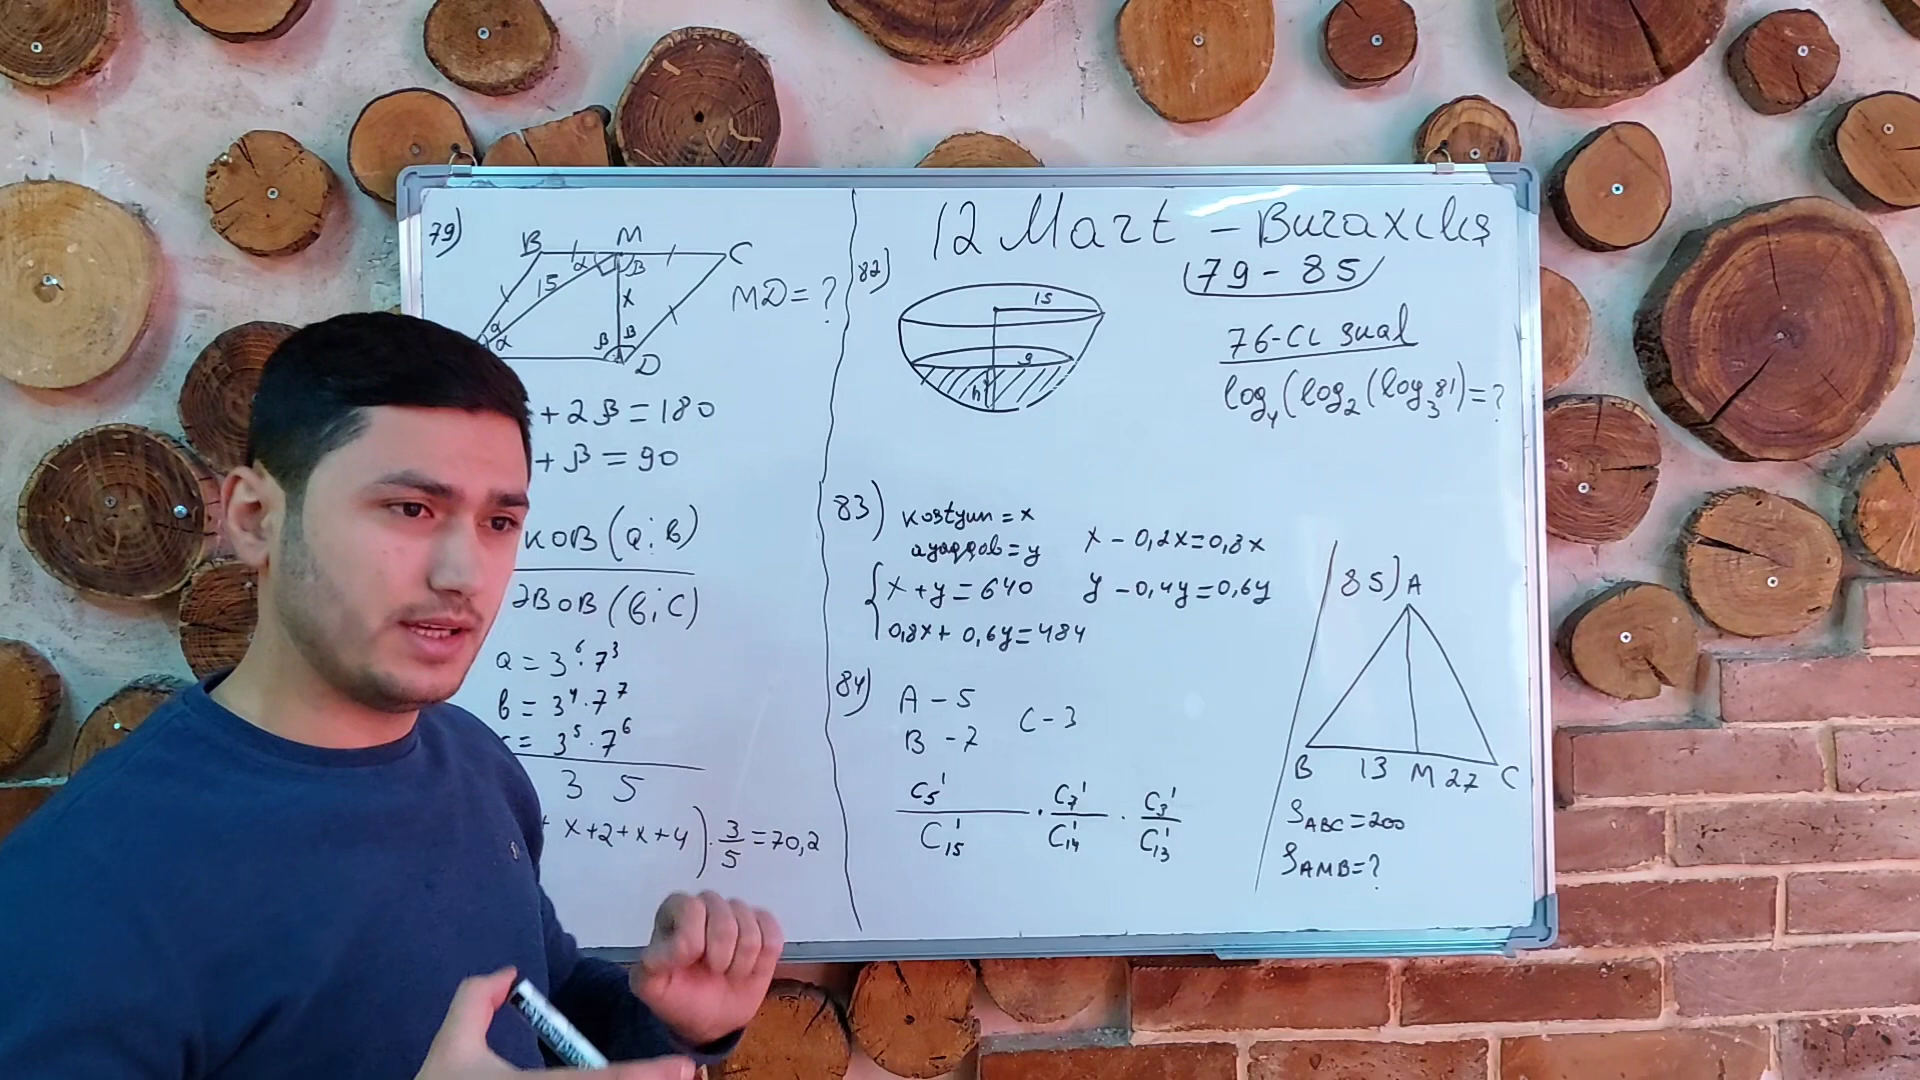 79)
B M C
α B
15
X
α
α
β B
D
MD = ?
+ 2β = 180
+ β = 90
KOB (a; b)
ƏBOB (b; c)
a = 3⁶ · 7³
b = 3⁴ · 7⁷
= 3⁵ · 7⁶
3 5
+ x+2+x+4) · 3/5 = 70,2
12 Mart - Buraxılış
(79 - 85)
82)
15
9
h
76-cı sual
log₄(log₂(log₃81) = ?
83) Kostyum = x
ayaqqab = y
x - 0,2x = 0,8x
{ x + y = 640
y - 0,4y = 0,6y
0,8x + 0,6y = 484
84) A - 5
B - 7
C - 3
C₅¹ / C₁₅¹ · C₇¹ / C₁₄¹ · C₃¹ / C₁₃¹
85) A
B 13 M 27 C
S_ABC = 200
S_AMB = ?